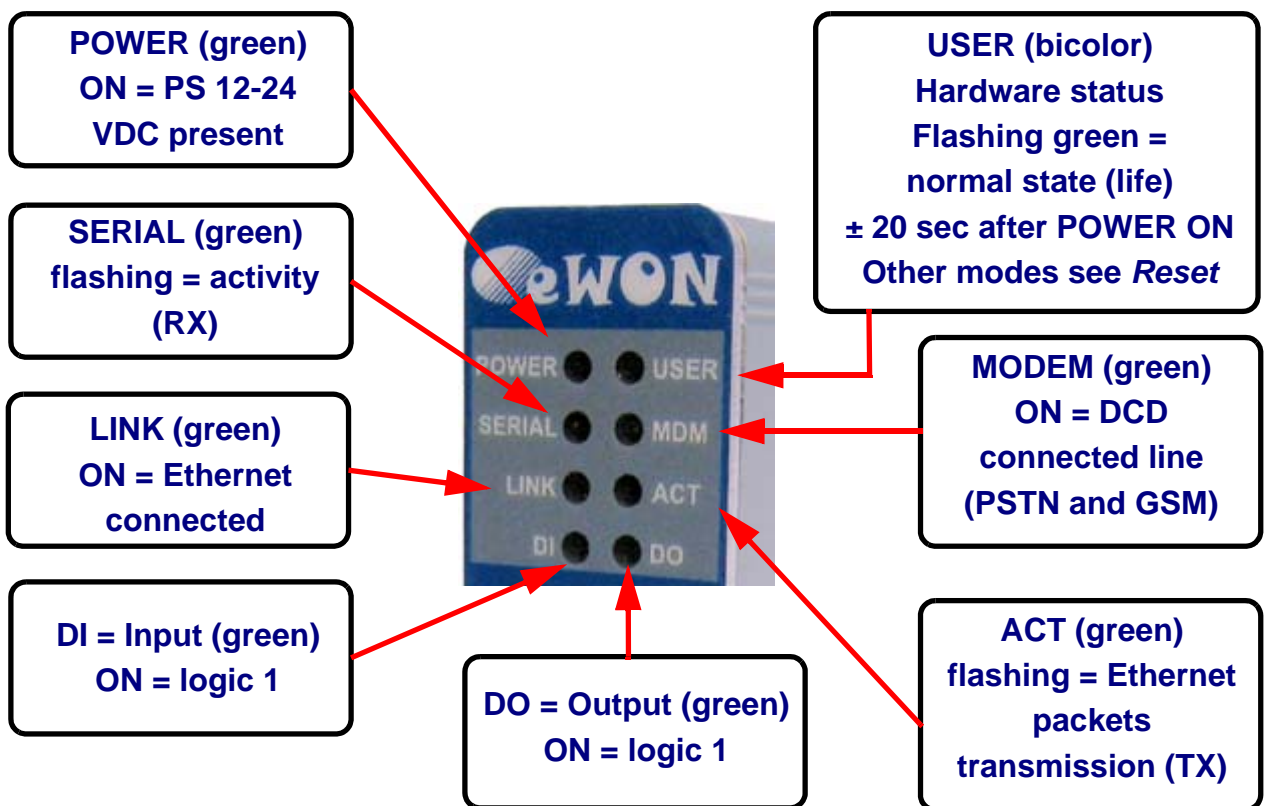 POWER (green)
ON = PS 12-24
VDC present
USER (bicolor)
Hardware status
Flashing green =
normal state (life)
± 20 sec after POWER ON
Other modes see Reset
SERIAL (green)
flashing = activity
(RX)
eWON
POWER
USER
SERIAL
MDM
LINK
ACT
DI
DO
MODEM (green)
ON = DCD
connected line
(PSTN and GSM)
LINK (green)
ON = Ethernet
connected
DI = Input (green)
ON = logic 1
DO = Output (green)
ON = logic 1
ACT (green)
flashing = Ethernet
packets
transmission (TX)